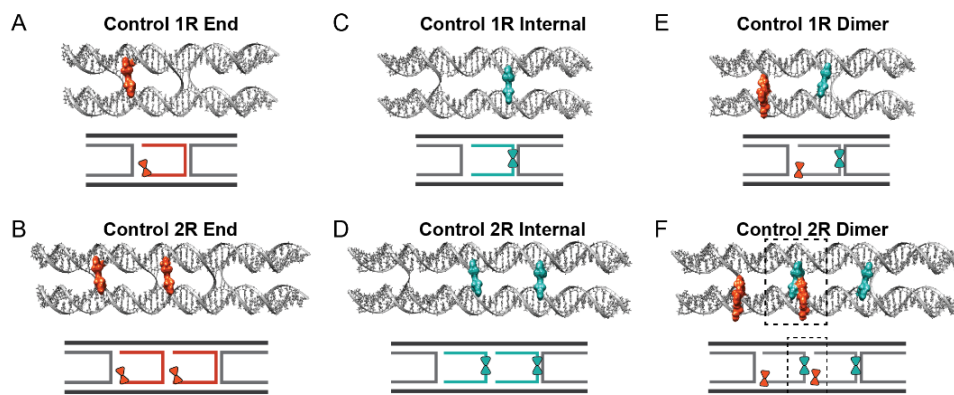 A Control 1R End
C Control 1R Internal
E Control 1R Dimer
B Control 2R End
D Control 2R Internal
F Control 2R Dimer